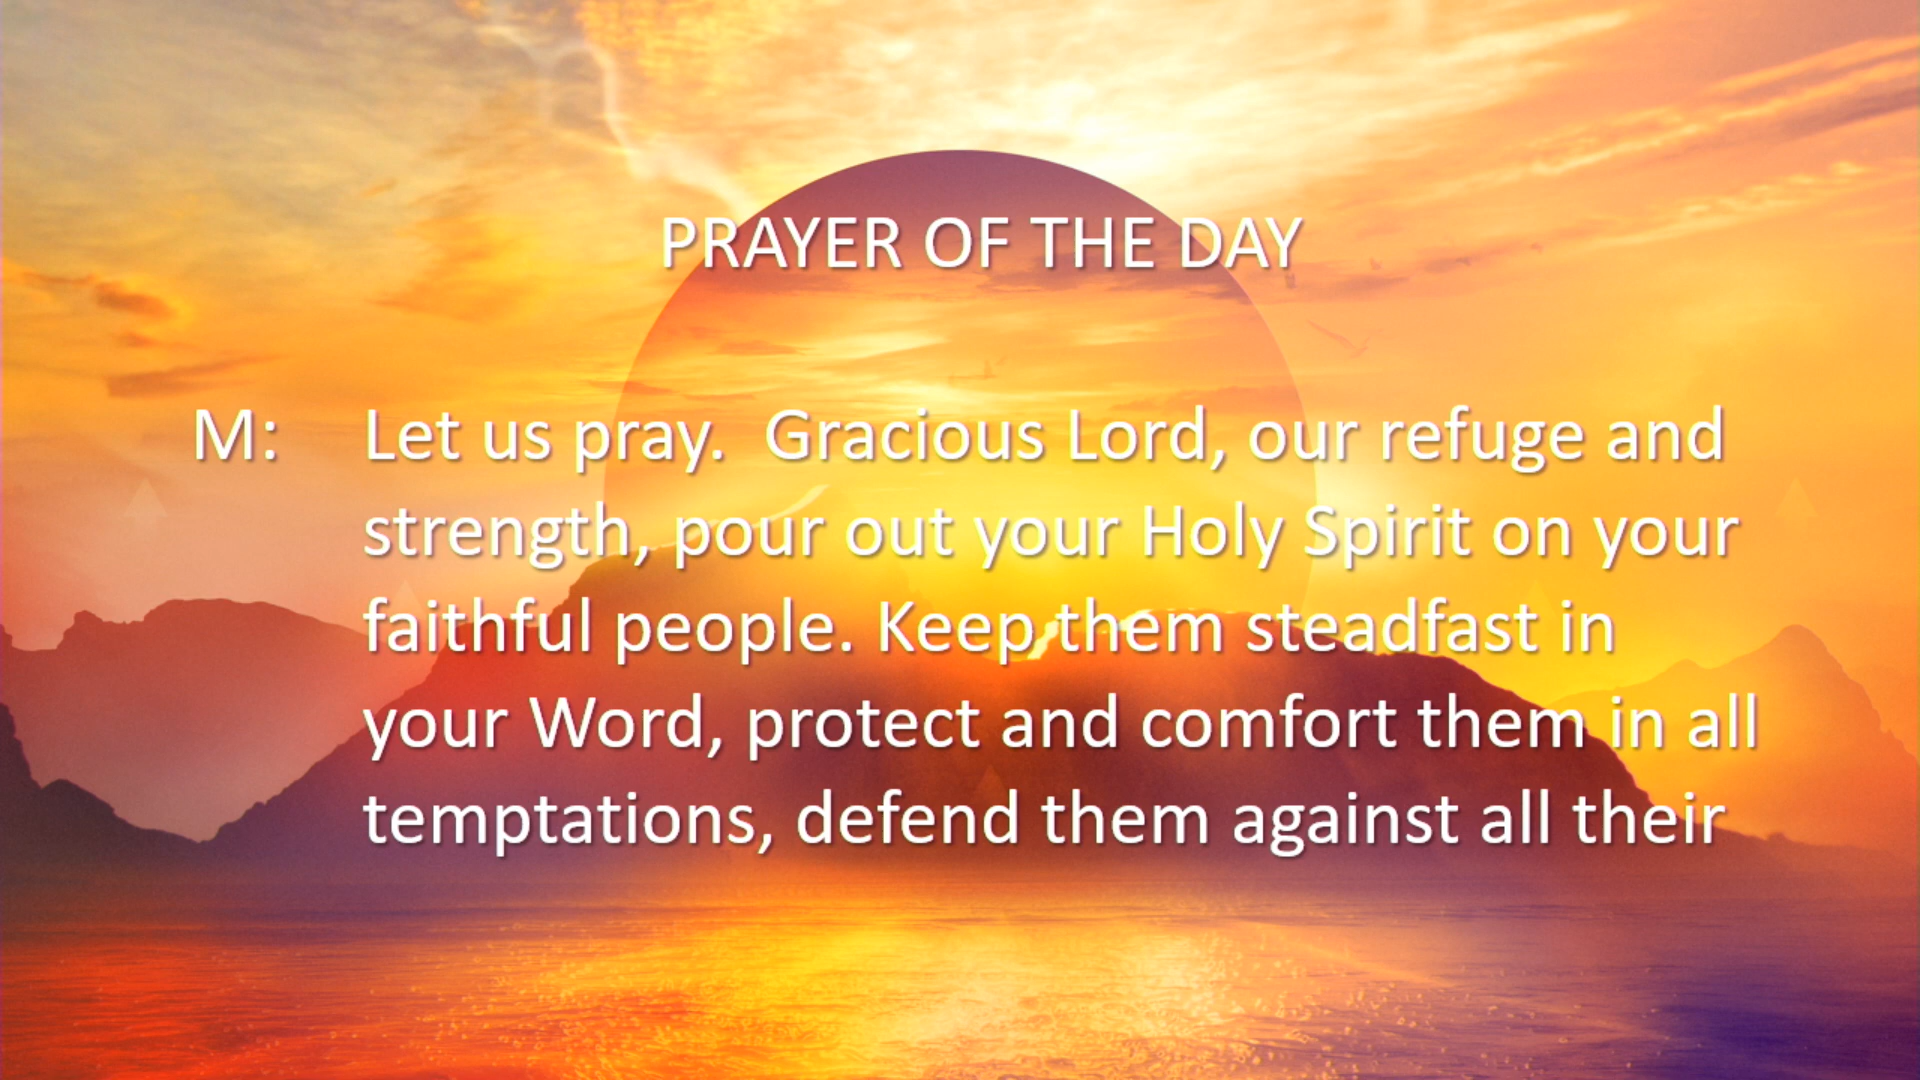 PRAYER OF THE DAY
M: Let us pray.  Gracious Lord, our refuge and
strength, pour out your Holy Spirit on your
faithful people. Keep them steadfast in
your Word, protect and comfort them in all
temptations, defend them against all their